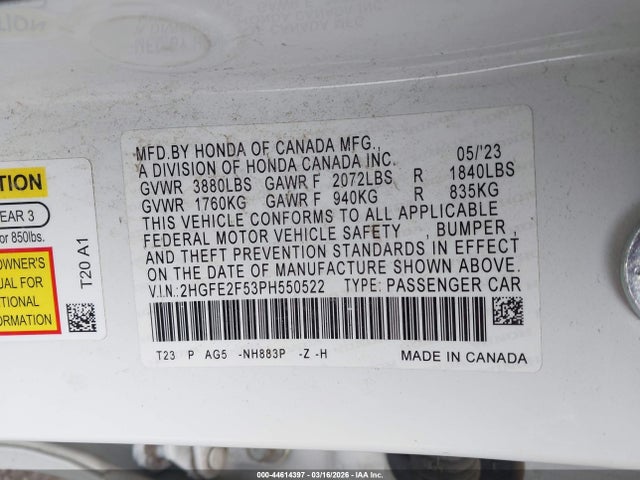 MFD.BY HONDA OF CANADA MFG., 05/'23
A DIVISION OF HONDA CANADA INC.
GVWR 3880LBS GAWR F 2072LBS R 1840LBS
GVWR 1760KG GAWR F 940KG R 835KG
THIS VEHICLE CONFORMS TO ALL APPLICABLE
FEDERAL MOTOR VEHICLE SAFETY , BUMPER ,
AND THEFT PREVENTION STANDARDS IN EFFECT
ON THE DATE OF MANUFACTURE SHOWN ABOVE.
V.I.N.:2HGFE2F53PH550522 TYPE: PASSENGER CAR
T23 P AG5 -NH883P -Z -H MADE IN CANADA
EAR 3
or 850lbs.
OWNER'S
UAL FOR
TIONAL
ORMATION
T20 A1
000-44614397 - 03/16/2026 - IAA Inc.